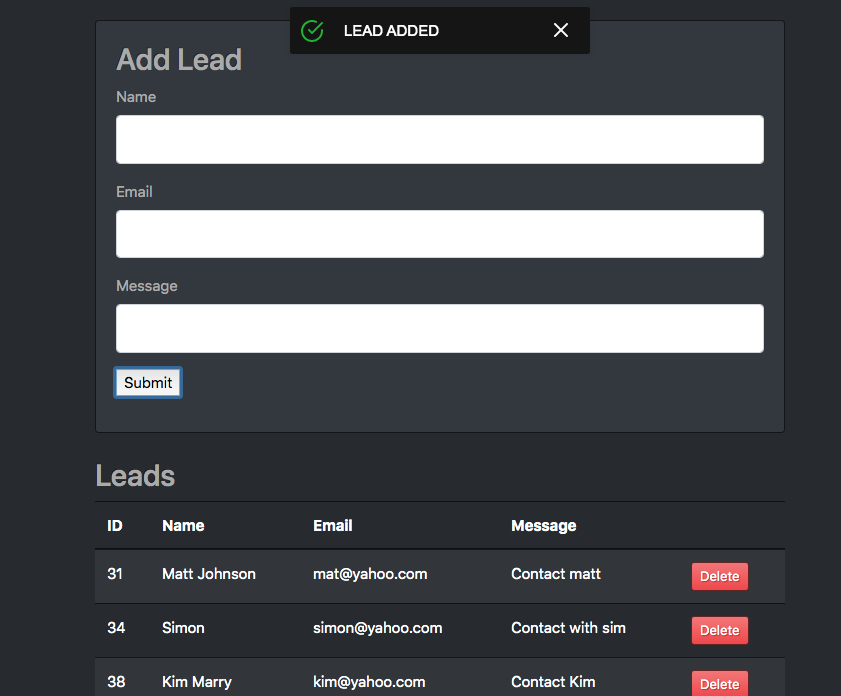 LEAD ADDED
Add Lead
Name
Email
Message
Submit
Leads
ID Name Email Message
31 Matt Johnson mat@yahoo.com Contact matt Delete
34 Simon simon@yahoo.com Contact with sim Delete
38 Kim Marry kim@yahoo.com Contact Kim Delete